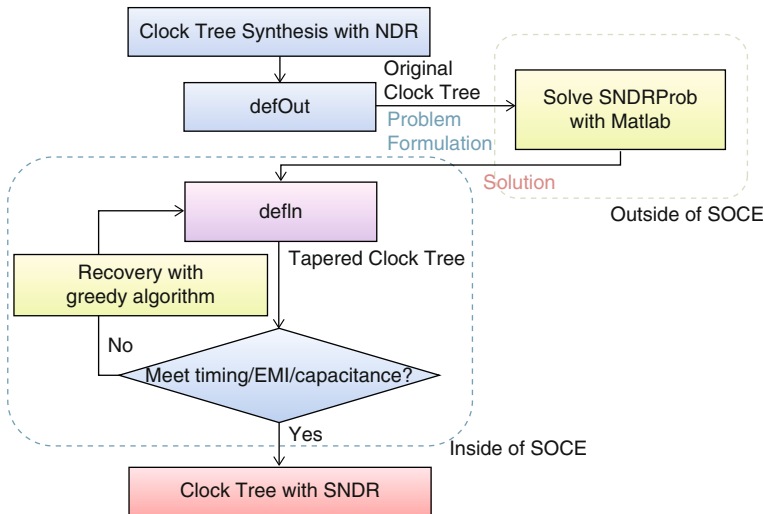 Clock Tree Synthesis with NDR
defOut
Original
Clock Tree
Problem
Formulation
Solve SNDRProb
with Matlab
Solution
Outside of SOCE
defIn
Tapered Clock Tree
Recovery with
greedy algorithm
No
Meet timing/EMI/capacitance?
Yes
Inside of SOCE
Clock Tree with SNDR